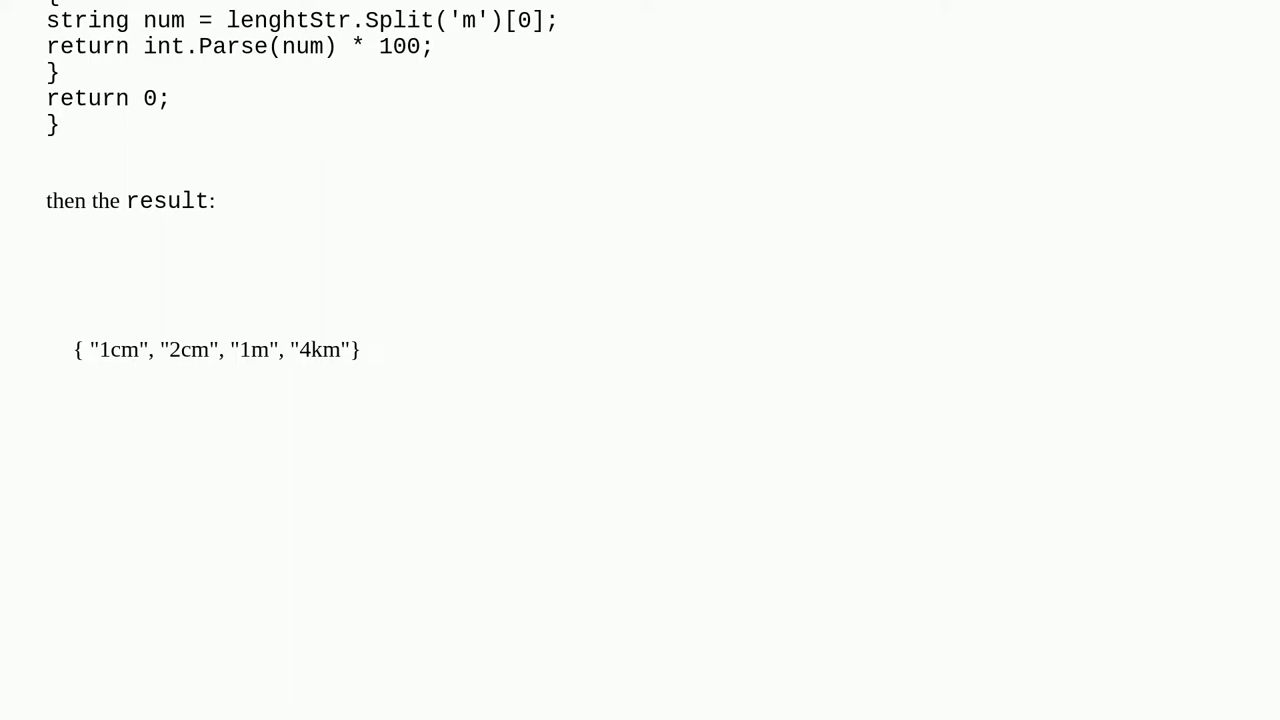 {
string num = lenghtStr.Split('m')[0];
return int.Parse(num) * 100;
}
return 0;
}
then the result:
{ "1cm", "2cm", "1m", "4km"}